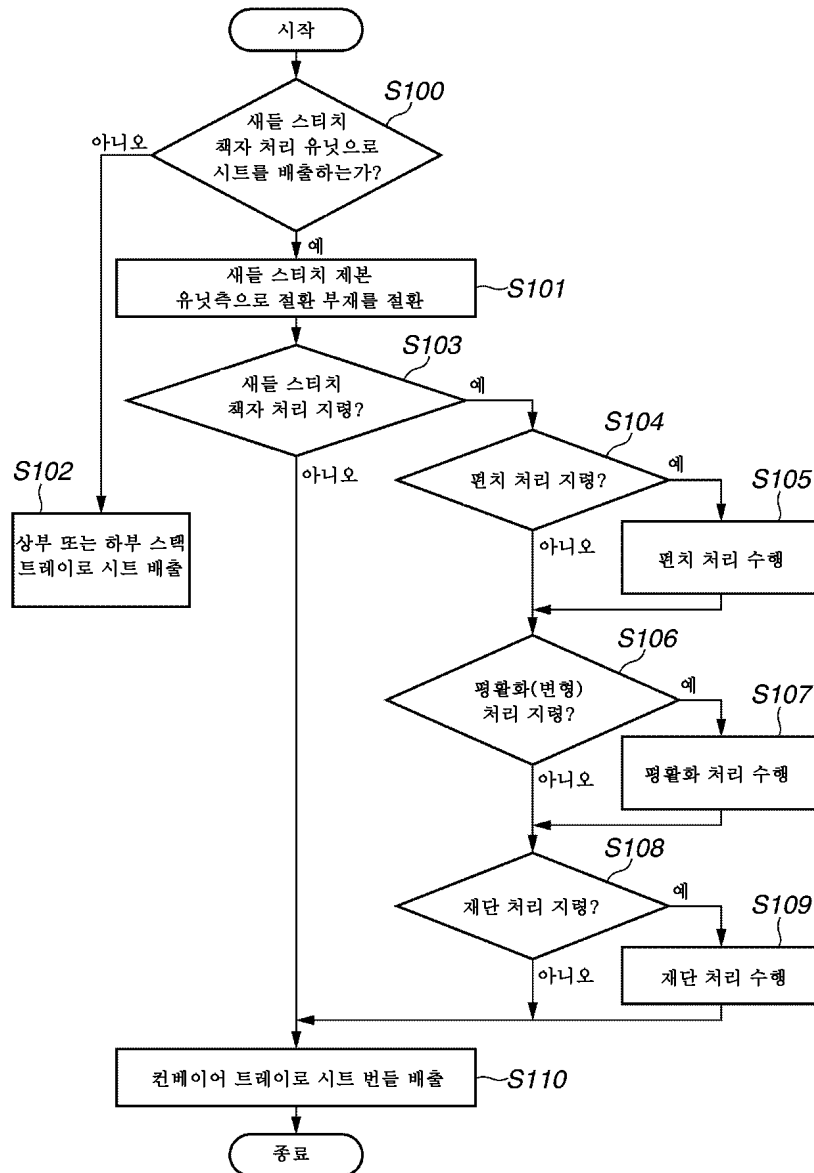 시작
S100
새들 스티치
책자 처리 유닛으로
시트를 배출하는가?
아니오
예
새들 스티치 제본
유닛측으로 절환 부재를 절환
S101
S103
새들 스티치
책자 처리 지령?
예
아니오
S104
펀치 처리 지령?
예
아니오
S102
상부 또는 하부 스택
트레이로 시트 배출
S105
펀치 처리 수행
S106
평활화(변형)
처리 지령?
예
아니오
S107
평활화 처리 수행
S108
재단 처리 지령?
예
아니오
S109
재단 처리 수행
컨베이어 트레이로 시트 번들 배출
S110
종료